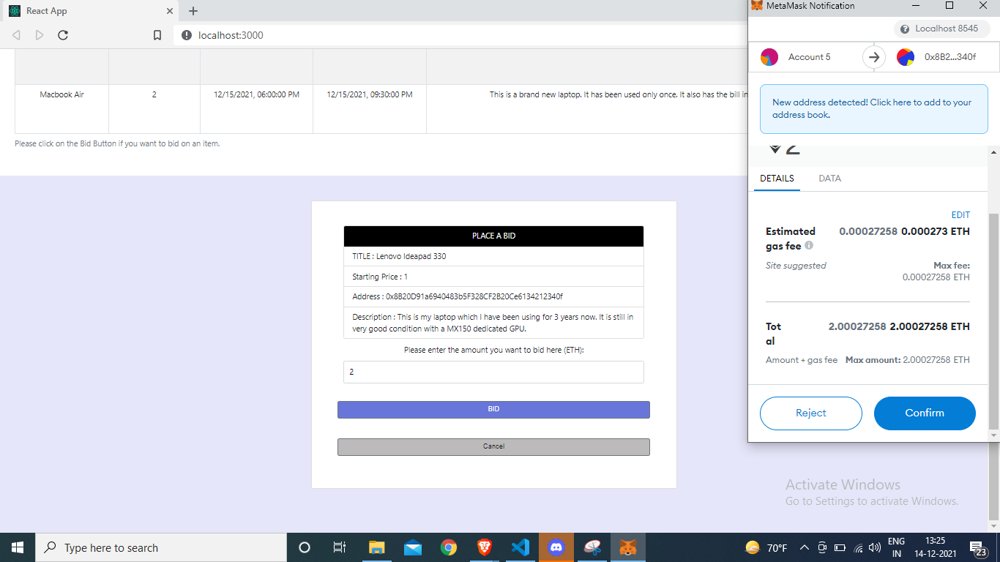 React App
localhost:3000
Macbook Air 2 12/15/2021, 06:00:00 PM 12/15/2021, 09:30:00 PM This is a brand new laptop. It has been used only once. It also has the bill in
Please click on the Bid Button if you want to bid on an item.
PLACE A BID
TITLE : Lenovo Ideapad 330
Starting Price : 1
Address : 0x8B20D91a6940483b5F328CF2B20Ce6134212340f
Description : This is my laptop which I have been using for 3 years now. It is still in
very good condition with a MX150 dedicated GPU.
Please enter the amount you want to bid here (ETH):
2
BID
Cancel
MetaMask Notification
Localhost 8545
Account 5 0x8B2...340f
New address detected! Click here to add to your
address book.
2
DETAILS DATA
EDIT
Estimated 0.00027258 0.000273 ETH
gas fee
Site suggested Max fee:
0.00027258 ETH
Tot 2.00027258 2.00027258 ETH
al
Amount + gas fee Max amount: 2.00027258 ETH
Reject Confirm
Activate Windows
Go to Settings to activate Windows.
Type here to search
70°F
ENG
IN
13:25
14-12-2021
23